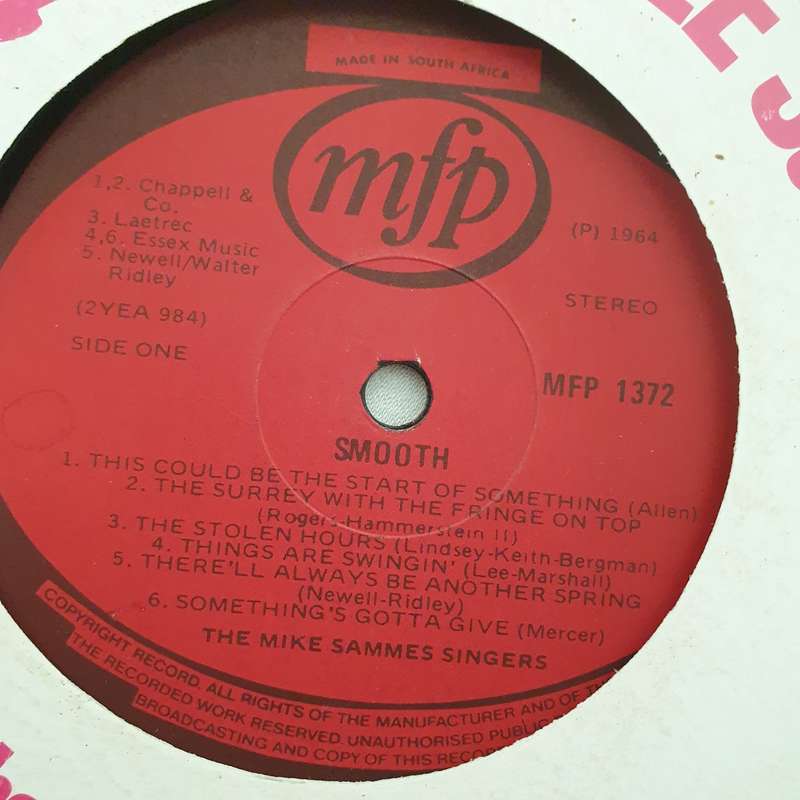 MADE IN SOUTH AFRICA
mfp
1,2. Chappell &
Co.
3. Laetrec
4,6. Essex Music
5. Newell/Walter
Ridley
(2YEA 984)
SIDE ONE
(P) 1964
STEREO
MFP 1372
SMOOTH
1. THIS COULD BE THE START OF SOMETHING (Allen)
2. THE SURREY WITH THE FRINGE ON TOP
(Rogers-Hammerstein II)
3. THE STOLEN HOURS (Lindsey-Keith-Bergman)
4. THINGS ARE SWINGIN' (Lee-Marshall)
5. THERE'LL ALWAYS BE ANOTHER SPRING
(Newell-Ridley)
6. SOMETHING'S GOTTA GIVE (Mercer)
THE MIKE SAMMES SINGERS
COPYRIGHT RECORD. ALL RIGHTS OF THE MANUFACTURER AND OF THE
THE RECORDED WORK RESERVED. UNAUTHORISED PUBLIC
BROADCASTING AND COPY OF THIS RECORD